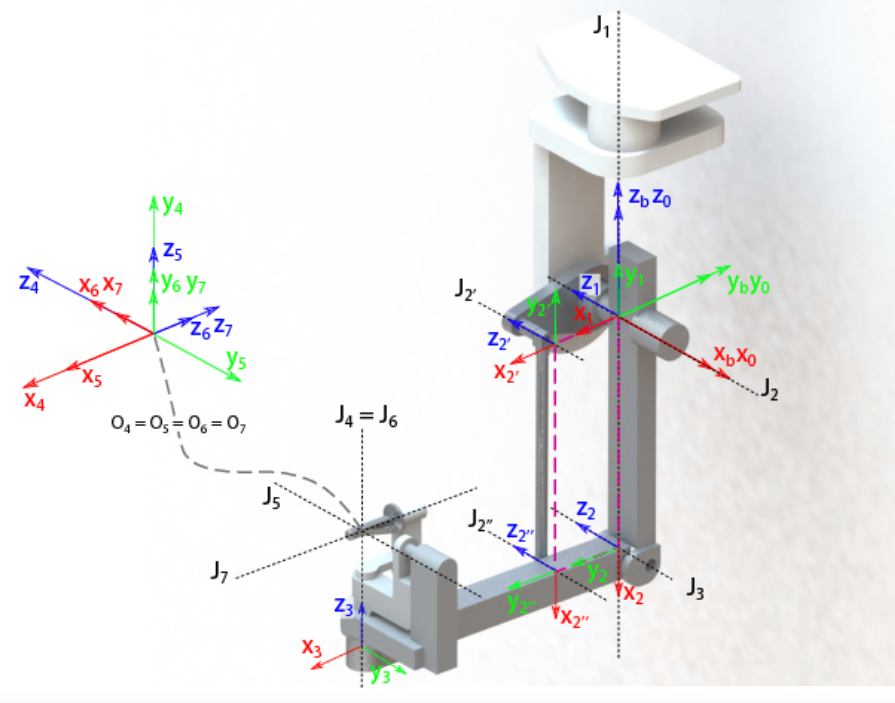 J1
zb z0
y4
z5
z4
x6 x7
y6 y7
z6 z7
y5
x5
x4
J2'
y2'
z1
y1
yb y0
x1
z2'
x2'
xb x0
J2
O4 = O5 = O6 = O7
J4 = J6
J5
J2''
z2
z2''
J7
y2
J3
y2''
x2
x2''
z3
x3
y3